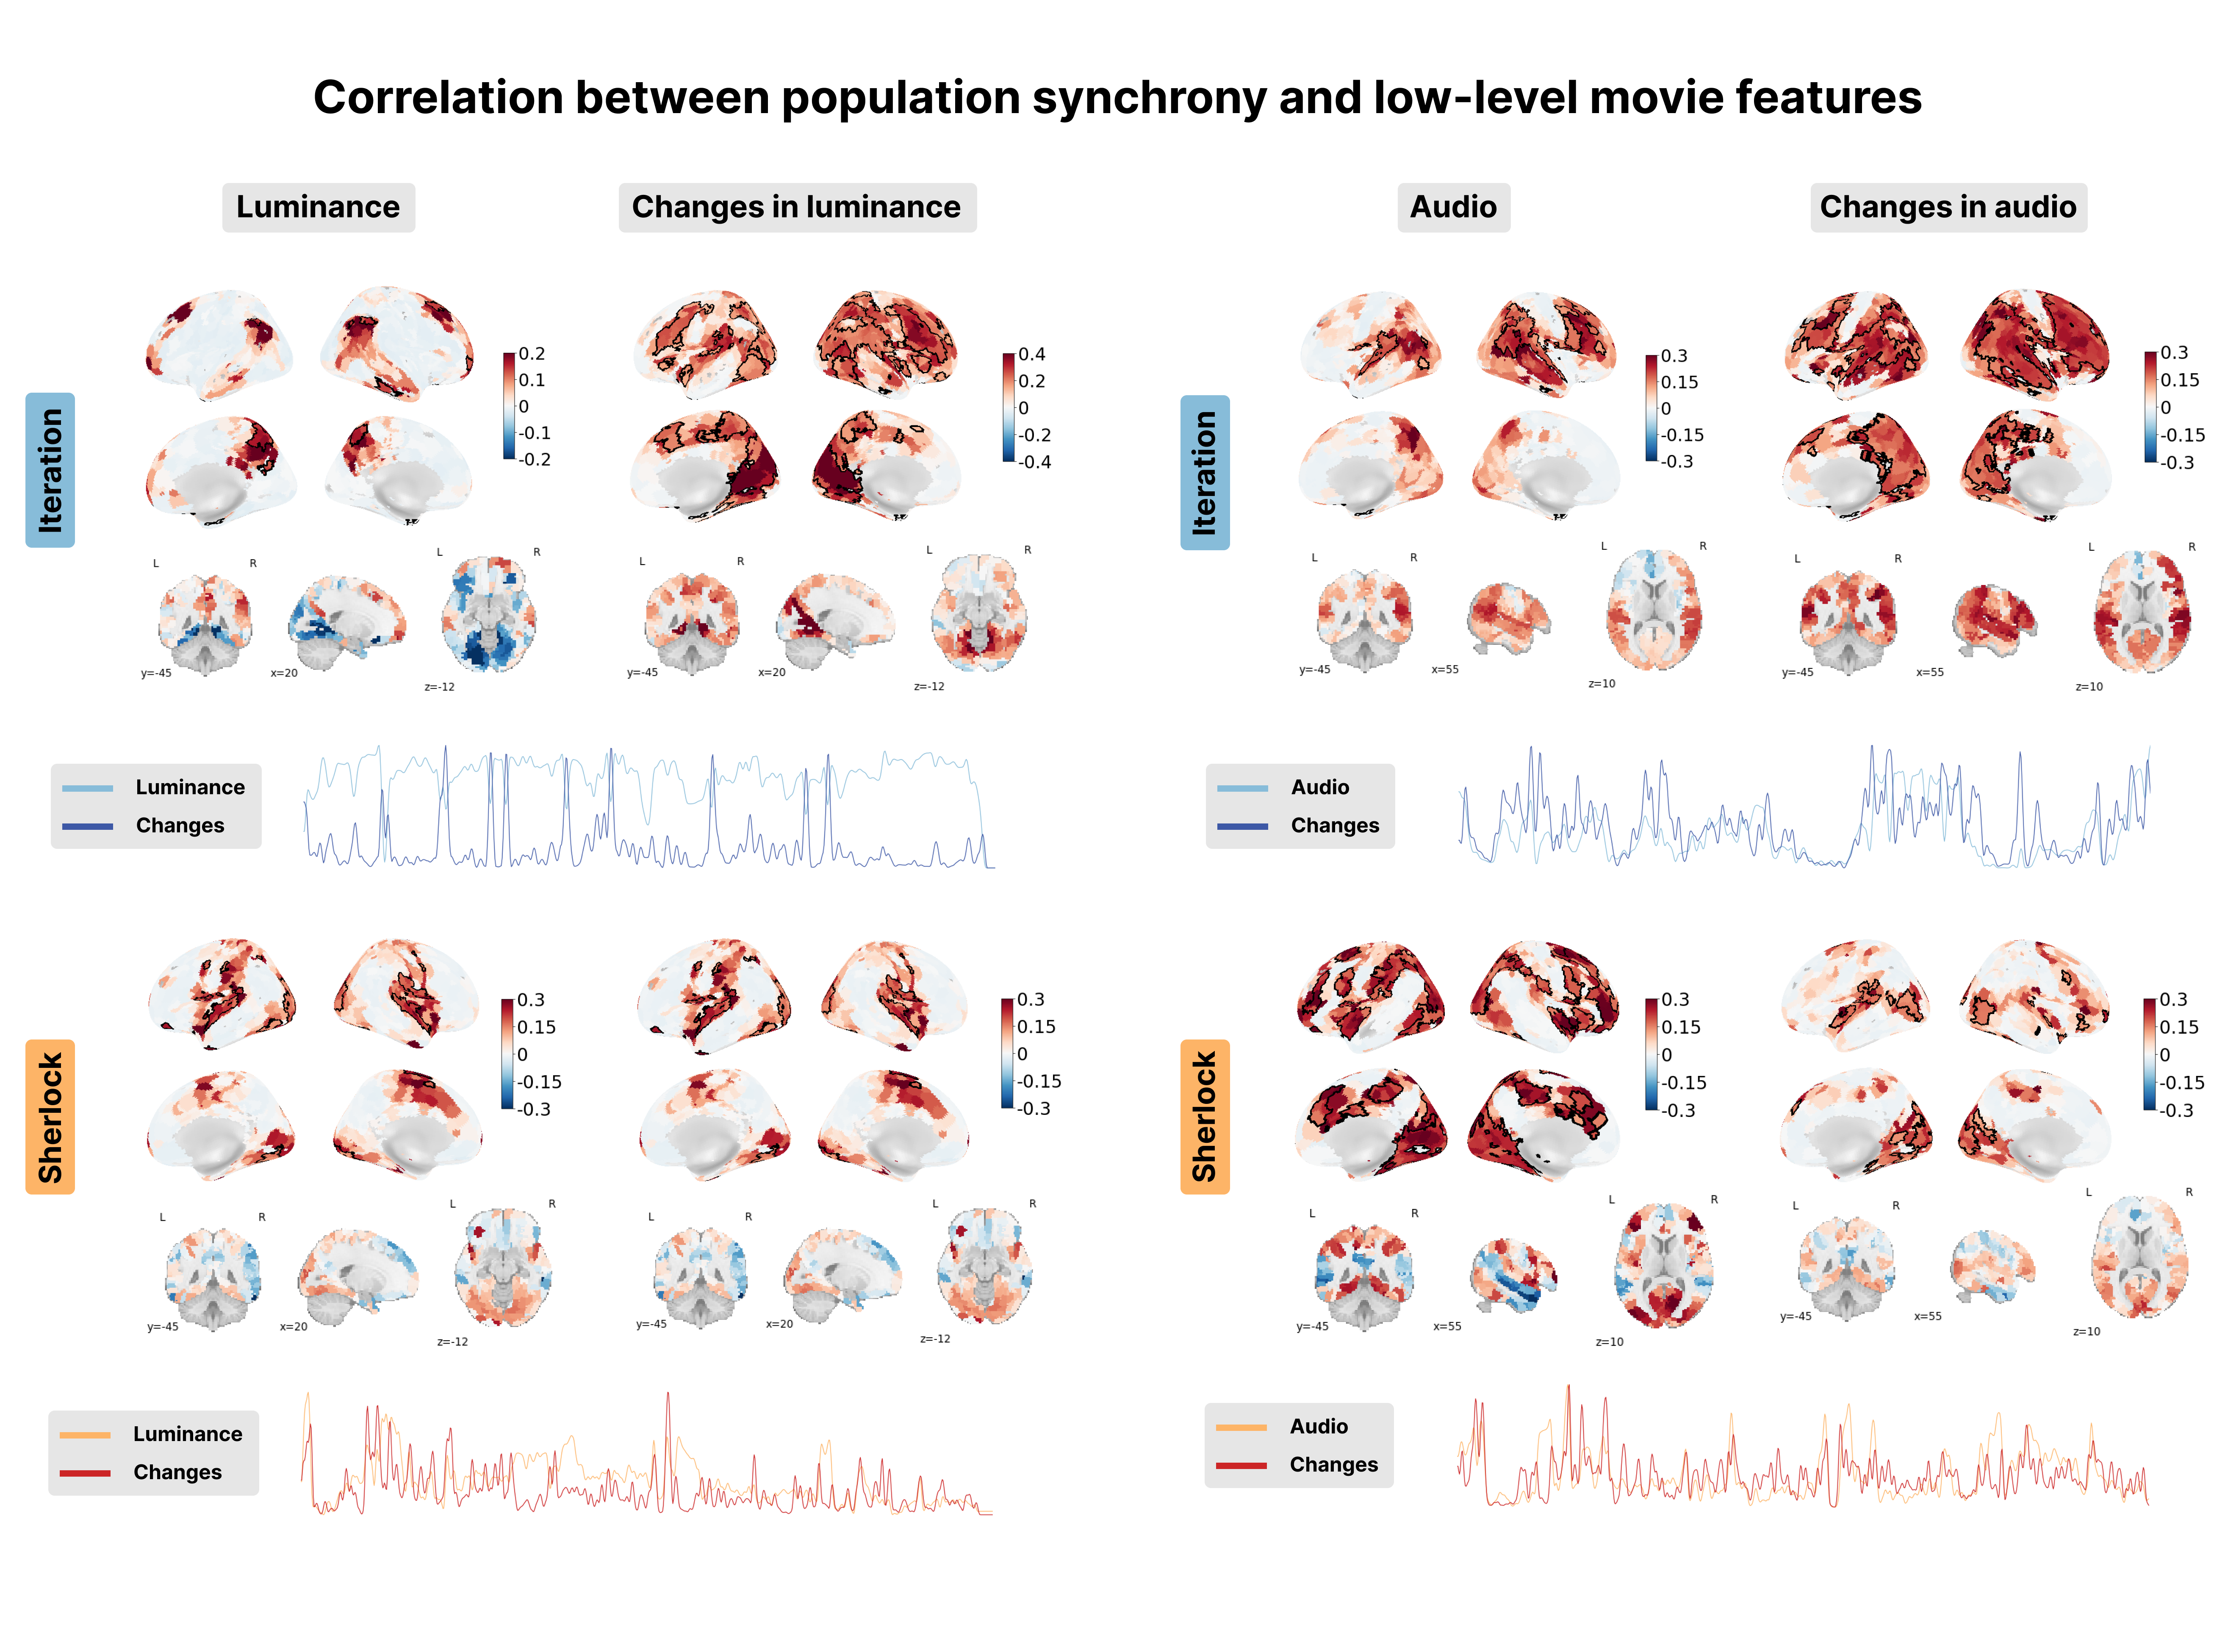 Correlation between population synchrony and low-level movie features
Luminance
Changes in luminance
Audio
Changes in audio
Iteration
0.2
0.1
0
-0.1
-0.2
0.4
0.2
0
-0.2
-0.4
Iteration
0.3
0.15
0
-0.15
-0.3
0.3
0.15
0
-0.15
-0.3
L R L R
y=-45 x=20 z=-12
L R L R
y=-45 x=20 z=-12
L R L R
y=-45 x=55 z=10
L R L R
y=-45 x=55 z=10
Luminance
Changes
Audio
Changes
Sherlock
0.3
0.15
0
-0.15
-0.3
0.3
0.15
0
-0.15
-0.3
Sherlock
0.3
0.15
0
-0.15
-0.3
0.3
0.15
0
-0.15
-0.3
L R L R
y=-45 x=20 z=-12
L R L R
y=-45 x=20 z=-12
L R L R
y=-45 x=55 z=10
L R L R
y=-45 x=55 z=10
Luminance
Changes
Audio
Changes